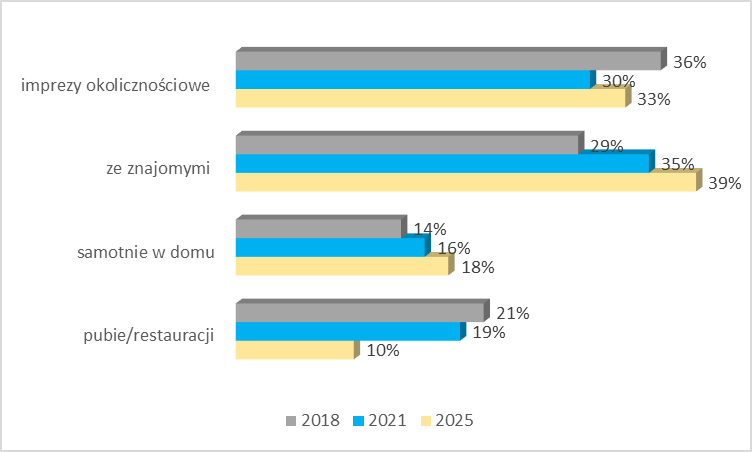 imprezy okolicznościowe
36%
30%
33%
ze znajomymi
29%
35%
39%
samotnie w domu
14%
16%
18%
pubie/restauracji
21%
19%
10%
2018 2021 2025